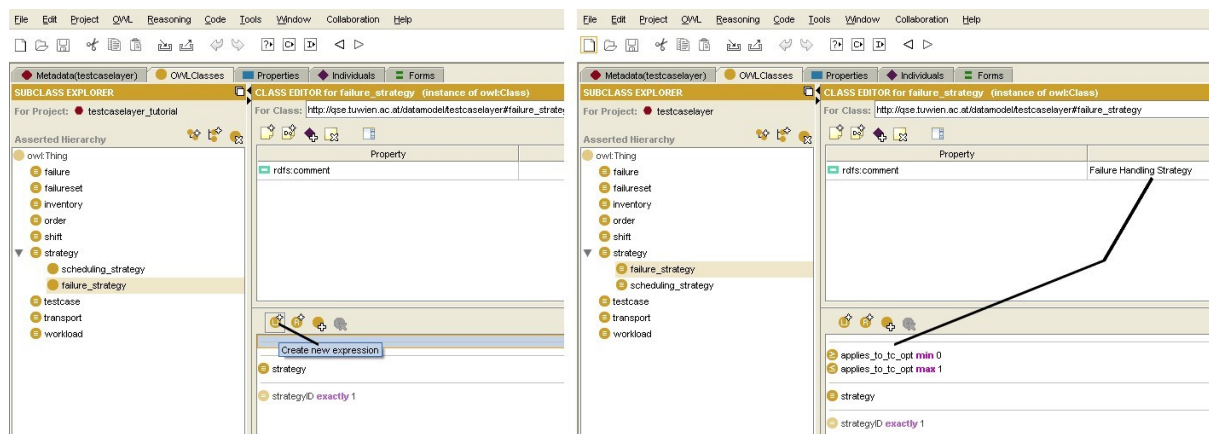 File Edit Project OWL Reasoning Code Tools Window Collaboration Help
Metadata(testcaselayer) OWLClasses Properties Individuals Forms
SUBCLASS EXPLORER
For Project: testcaselayer_tutorial
Asserted Hierarchy
owl:Thing
failure
failureset
inventory
order
shift
strategy
scheduling_strategy
failure_strategy
testcase
transport
workload
CLASS EDITOR for failure_strategy (instance of owl:Class)
For Class: http://qse.tuwien.ac.at/datamodel/testcaselayer#failure_strateg
Property
rdfs:comment
Create new expression
strategy
strategyID exactly 1
File Edit Project OWL Reasoning Code Tools Window Collaboration Help
Metadata(testcaselayer) OWLClasses Properties Individuals Forms
SUBCLASS EXPLORER
For Project: testcaselayer
Asserted Hierarchy
owl:Thing
failure
failureset
inventory
order
shift
strategy
failure_strategy
scheduling_strategy
testcase
transport
workload
CLASS EDITOR for failure_strategy (instance of owl:Class)
For Class: http://qse.tuwien.ac.at/datamodel/testcaselayer#failure_strategy
Property
rdfs:comment Failure Handling Strategy
applies_to_tc_opt min 0
applies_to_tc_opt max 1
strategy
strategyID exactly 1